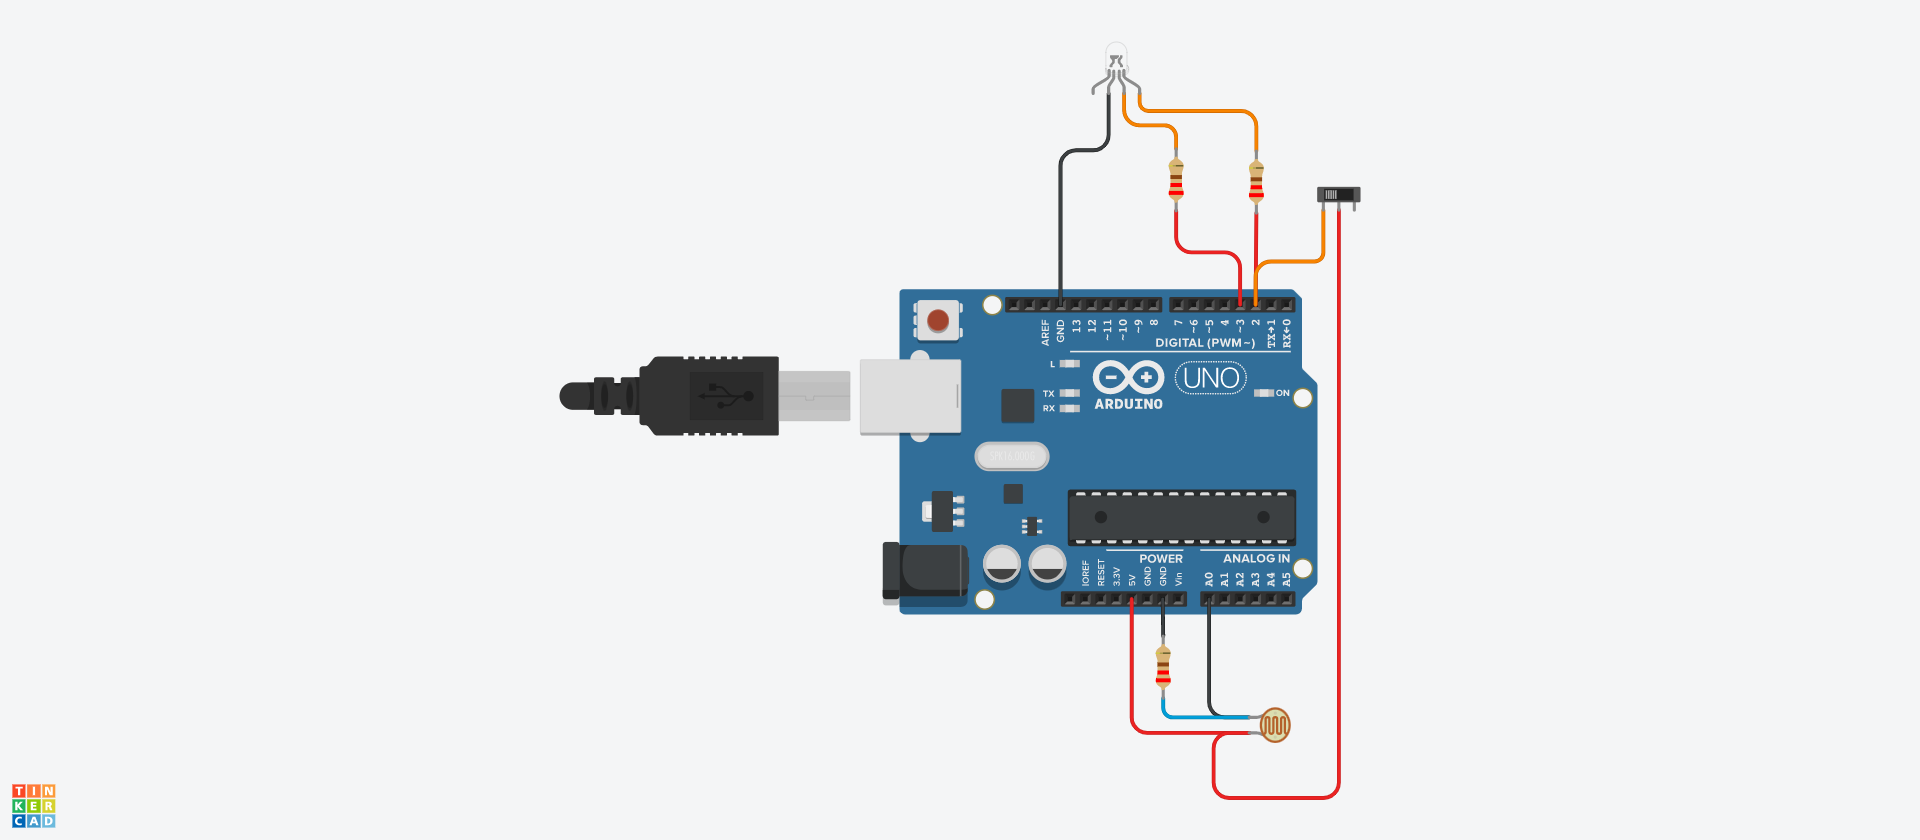 AREF
GND
13
12
~11
~10
~9
8
7
~6
~5
4
~3
2
TX→1
RX←0
DIGITAL (PWM~)
L
TX
RX
ARDUINO
UNO
ON
POWER
ANALOG IN
IOREF
RESET
3.3V
5V
GND
GND
Vin
A0
A1
A2
A3
A4
A5
TIN
KER
CAD